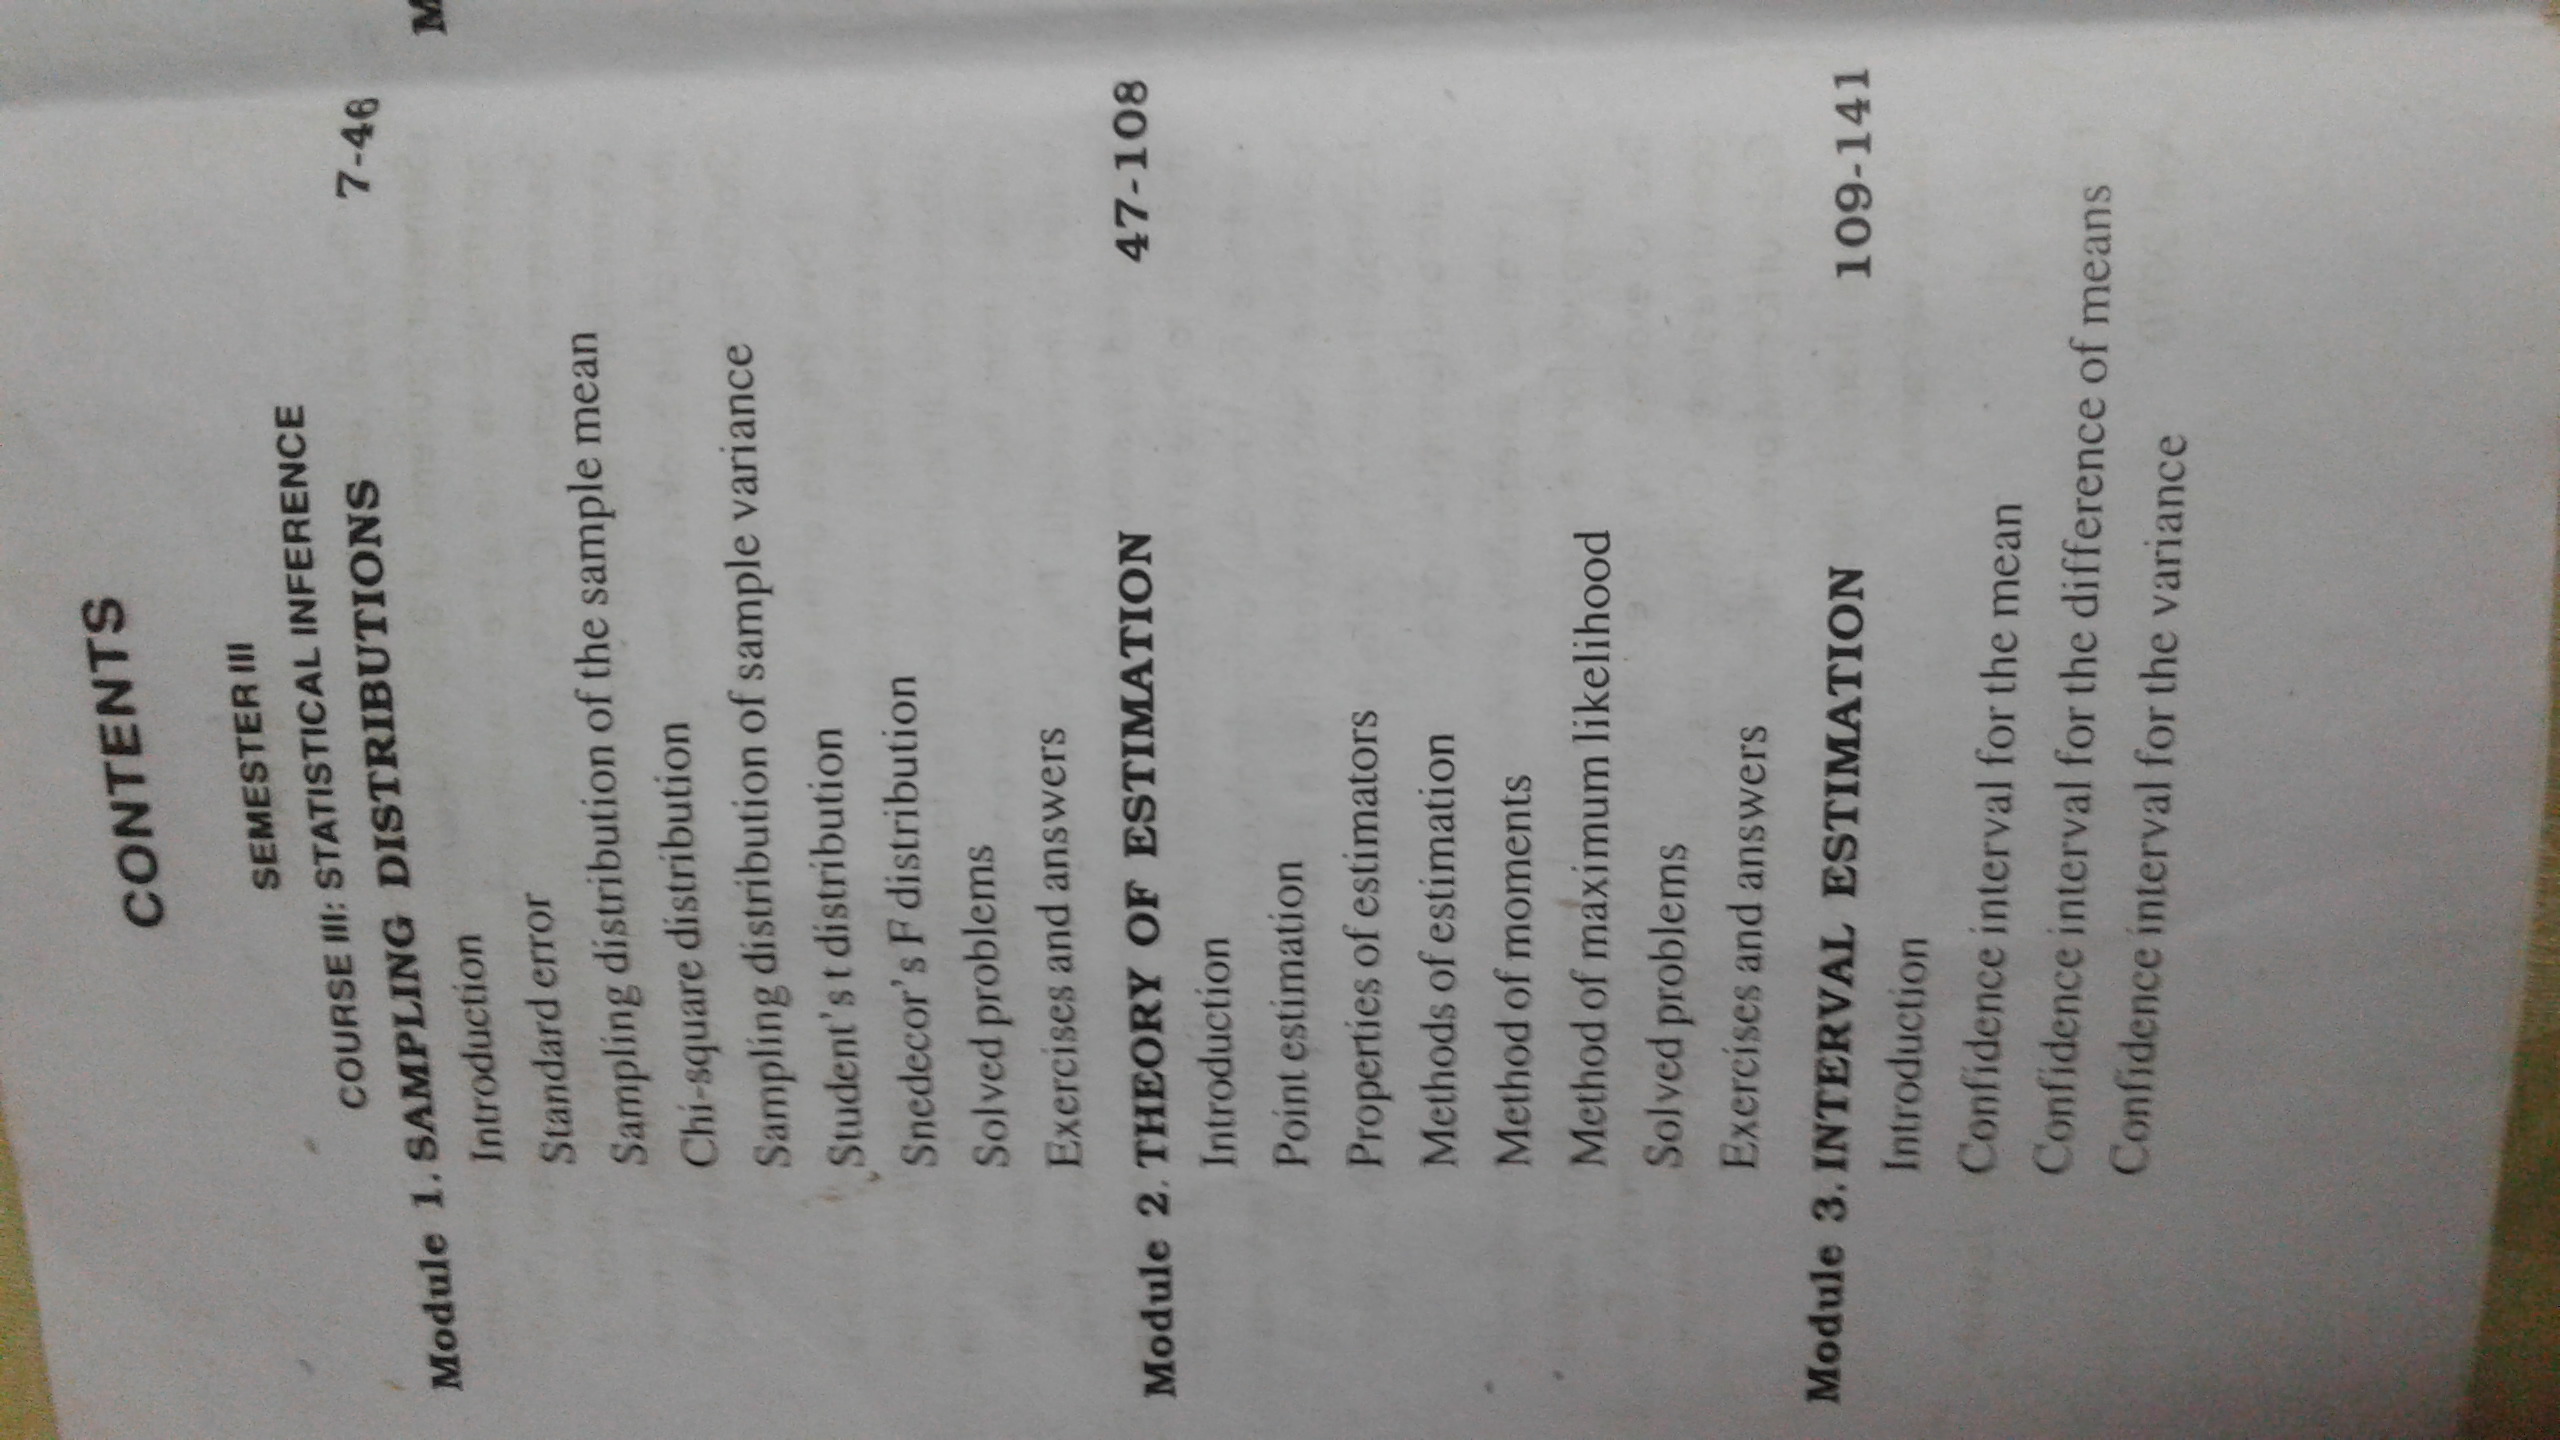 CONTENTS
SEMESTER III
COURSE III: STATISTICAL INFERENCE
Module 1. SAMPLING DISTRIBUTIONS 7-46
Introduction
Standard error
Sampling distribution of the sample mean
Chi-square distribution
Sampling distribution of sample variance
Student's t distribution
Snedecor's F distribution
Solved problems
Exercises and answers
Module 2. THEORY OF ESTIMATION 47-108
Introduction
Point estimation
Properties of estimators
Methods of estimation
Method of moments
Method of maximum likelihood
Solved problems
Exercises and answers
Module 3. INTERVAL ESTIMATION 109-141
Introduction
Confidence interval for the mean
Confidence interval for the difference of means
Confidence interval for the variance